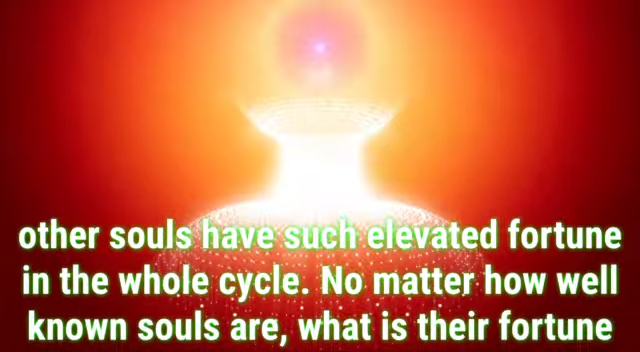 other souls have such elevated fortune
in the whole cycle. No matter how well
known souls are, what is their fortune